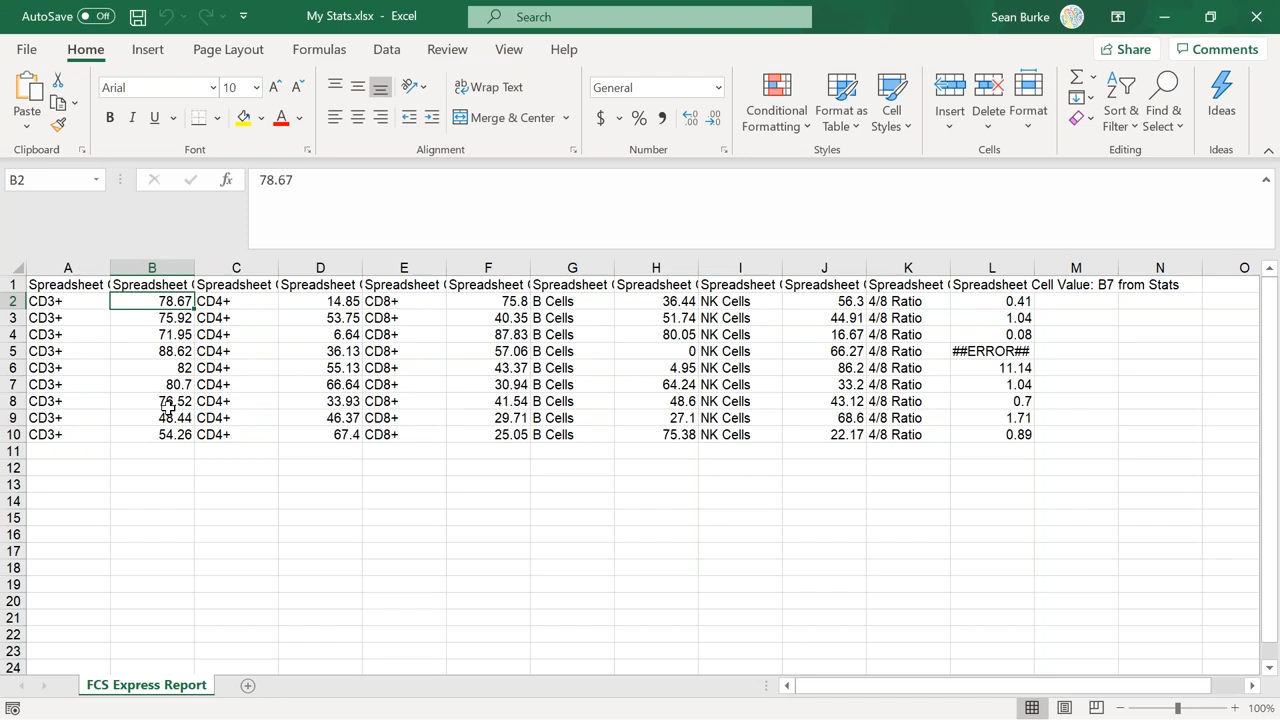 AutoSave Off My Stats.xlsx - Excel Search Sean Burke
File Home Insert Page Layout Formulas Data Review View Help Share Comments
Paste Arial 10 Wrap Text General Conditional Formatting Format as Table Cell Styles Insert Delete Format Sort & Filter Find & Select Ideas
B I U A Merge & Center $ % ,
Clipboard Font Alignment Number Styles Cells Editing Ideas
B2 fx 78.67
A B C D E F G H I J K L M N O
1 Spreadsheet Spreadsheet Spreadsheet Spreadsheet Spreadsheet Spreadsheet Spreadsheet Spreadsheet Spreadsheet Spreadsheet Spreadsheet Spreadsheet Cell Value: B7 from Stats
2 CD3+ 78.67 CD4+ 14.85 CD8+ 75.8 B Cells 36.44 NK Cells 56.3 4/8 Ratio 0.41
3 CD3+ 75.92 CD4+ 53.75 CD8+ 40.35 B Cells 51.74 NK Cells 44.91 4/8 Ratio 1.04
4 CD3+ 71.95 CD4+ 6.64 CD8+ 87.83 B Cells 80.05 NK Cells 16.67 4/8 Ratio 0.08
5 CD3+ 88.62 CD4+ 36.13 CD8+ 57.06 B Cells 0 NK Cells 66.27 4/8 Ratio ##ERROR##
6 CD3+ 82 CD4+ 55.13 CD8+ 43.37 B Cells 4.95 NK Cells 86.2 4/8 Ratio 11.14
7 CD3+ 80.7 CD4+ 66.64 CD8+ 30.94 B Cells 64.24 NK Cells 33.2 4/8 Ratio 1.04
8 CD3+ CD4+ 33.93 CD8+ 41.54 B Cells 48.6 NK Cells 43.12 4/8 Ratio 0.7
9 CD3+ 48.44 CD4+ 46.37 CD8+ 29.71 B Cells 27.1 NK Cells 68.6 4/8 Ratio 1.71
10 CD3+ 54.26 CD4+ 67.4 CD8+ 25.05 B Cells 75.38 NK Cells 22.17 4/8 Ratio 0.89
11
12
13
14
15
16
17
18
19
20
21
22
23
24
FCS Express Report
100%